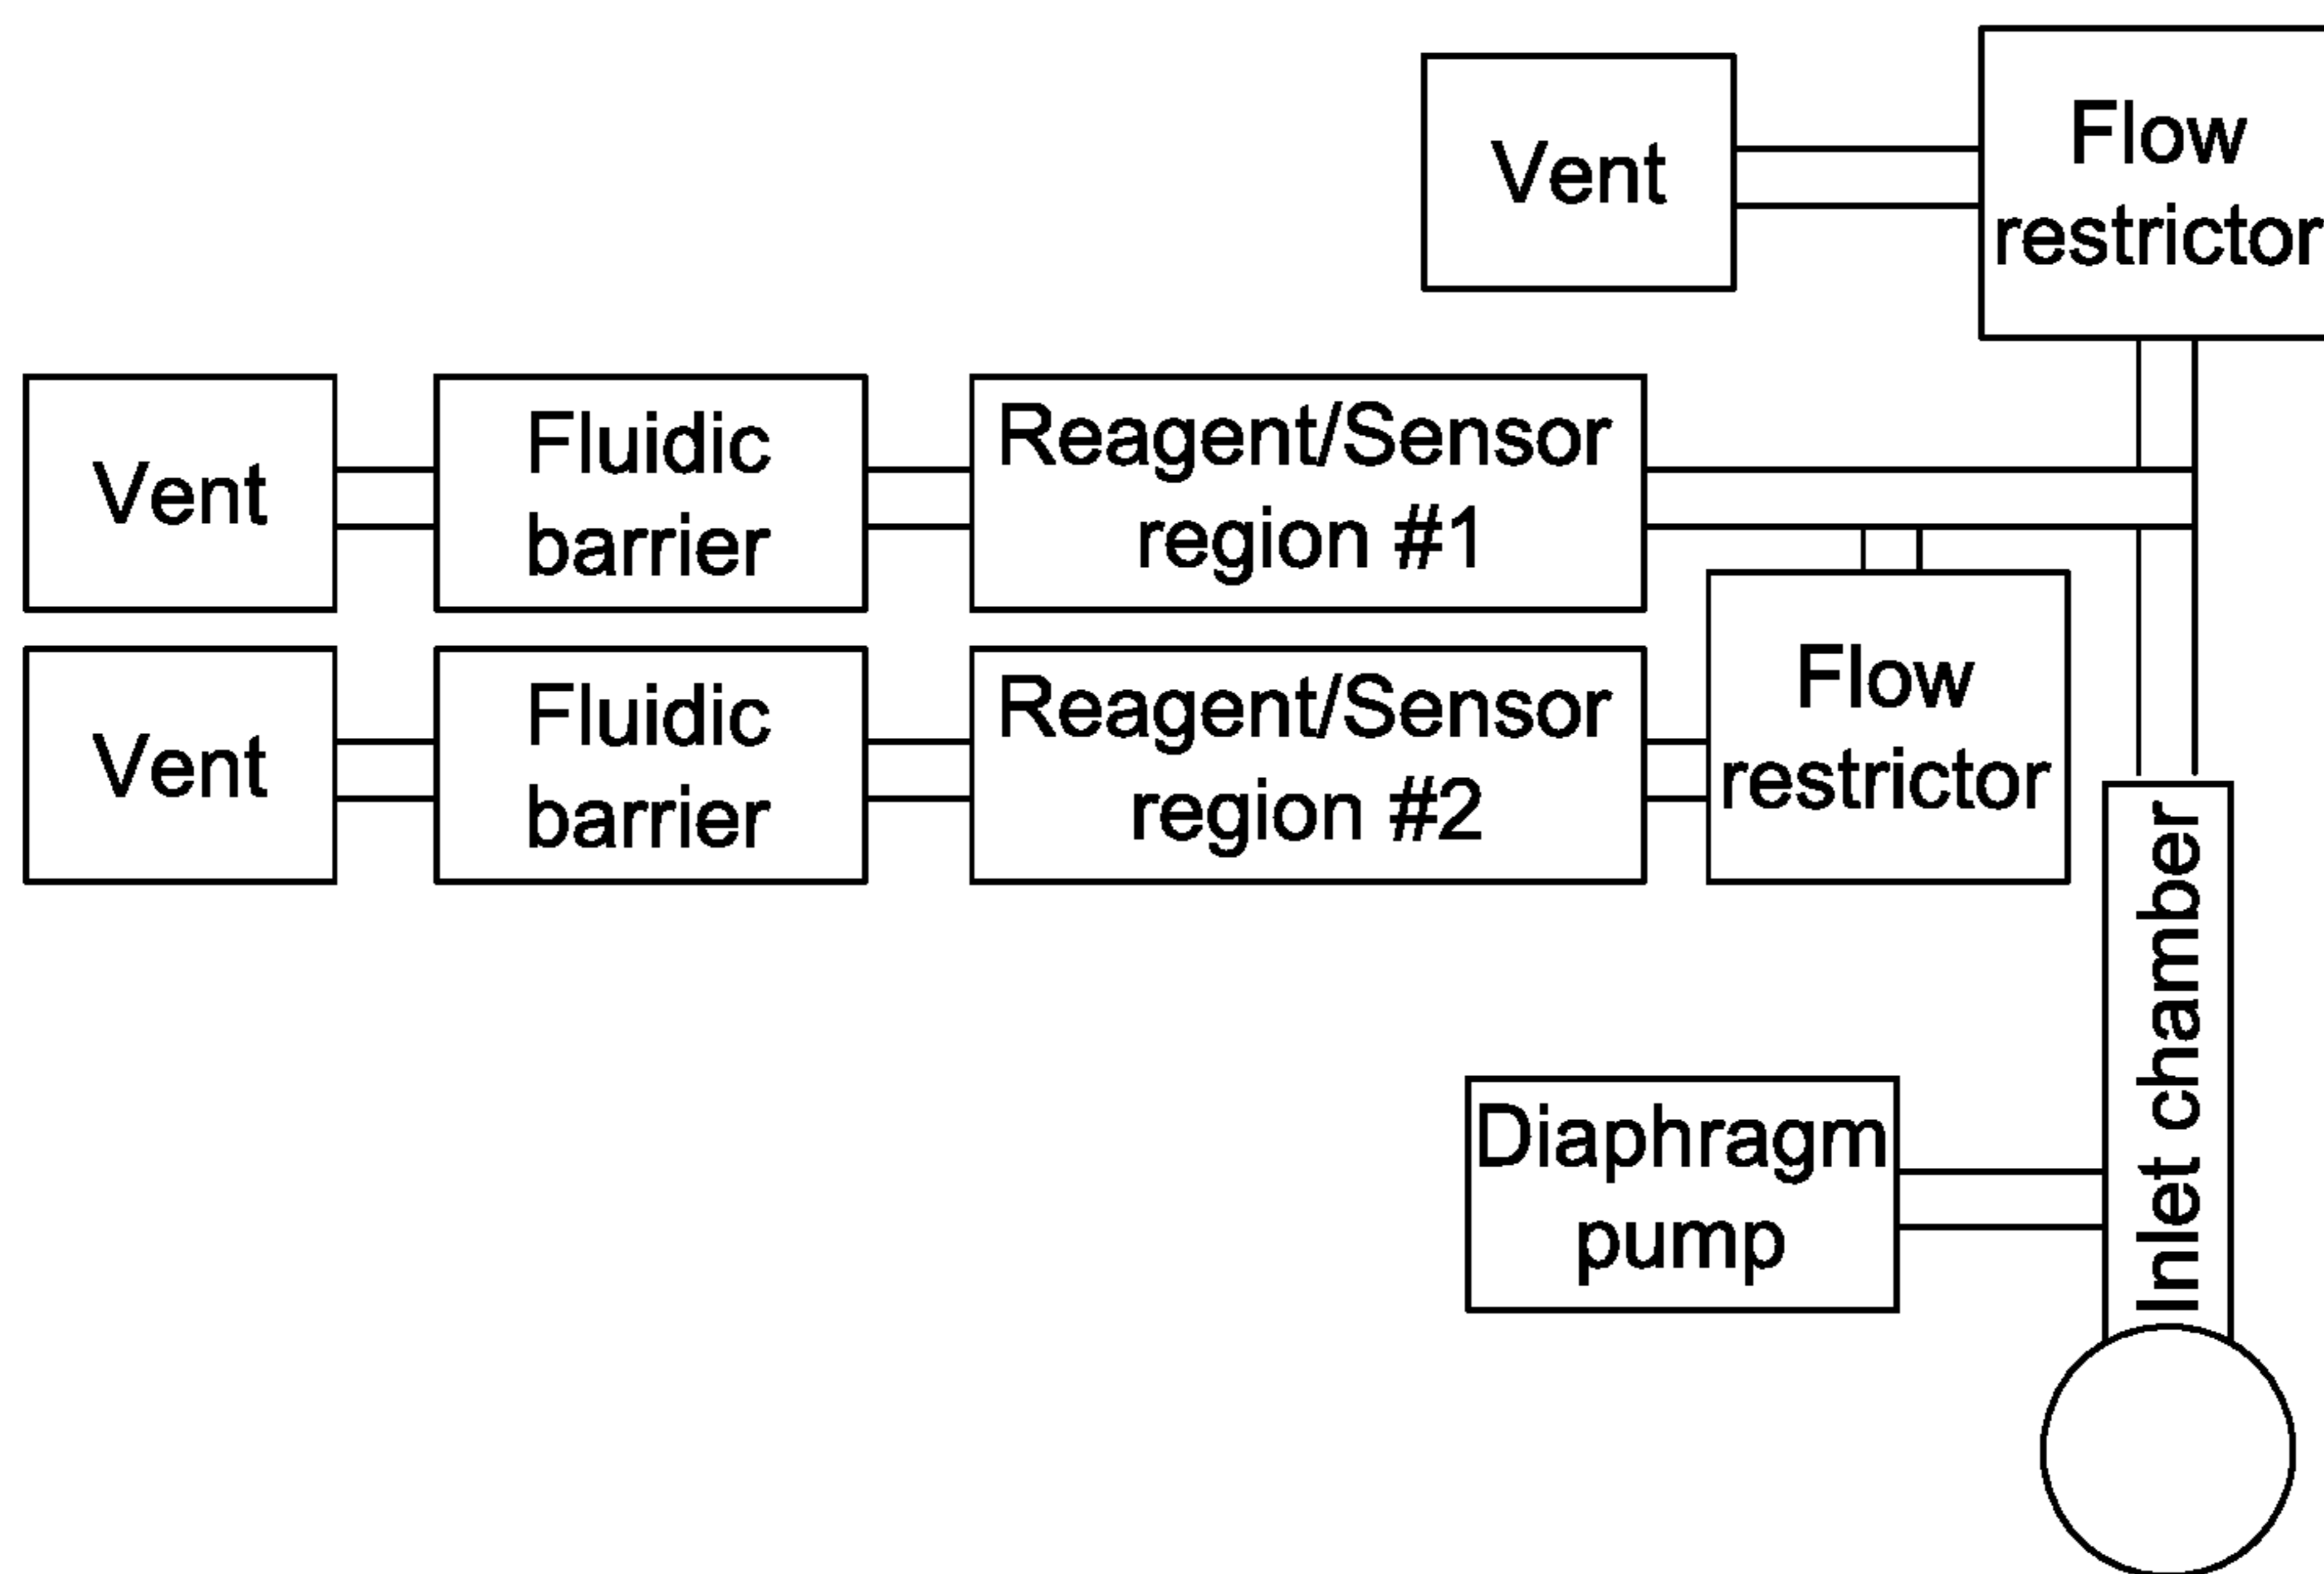 Vent
Flow
restrictor
Vent
Fluidic
barrier
Reagent/Sensor
region #1
Vent
Fluidic
barrier
Reagent/Sensor
region #2
Flow
restrictor
Inlet chamber
Diaphragm
pump